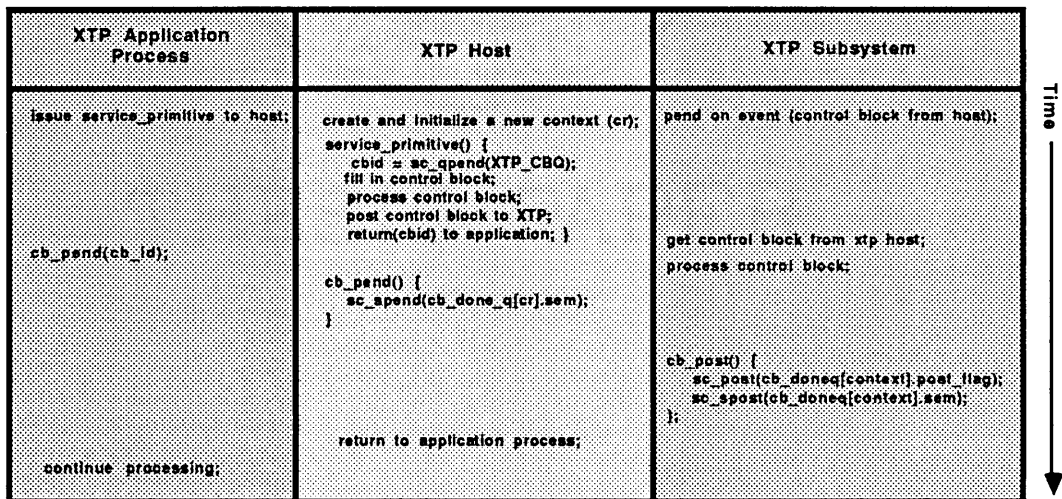 XTP Application
Process
XTP Host
XTP Subsystem
Time
issue service_primitive to host;
cb_pend(cb_id);
continue processing;
create and initialize a new context (cr);
service_primitive() {
cbid = sc_qpend(XTP_CBQ);
fill in control block;
process control block;
post control block to XTP;
return(cbid) to application; }
cb_pend() {
sc_spend(cb_done_q[cr].sem);
}
return to application process;
pend on event (control block from host);
get control block from xtp host;
process control block;
cb_post() {
sc_post(cb_doneq[context].post_flag);
sc_spost(cb_doneq[context].sem);
};